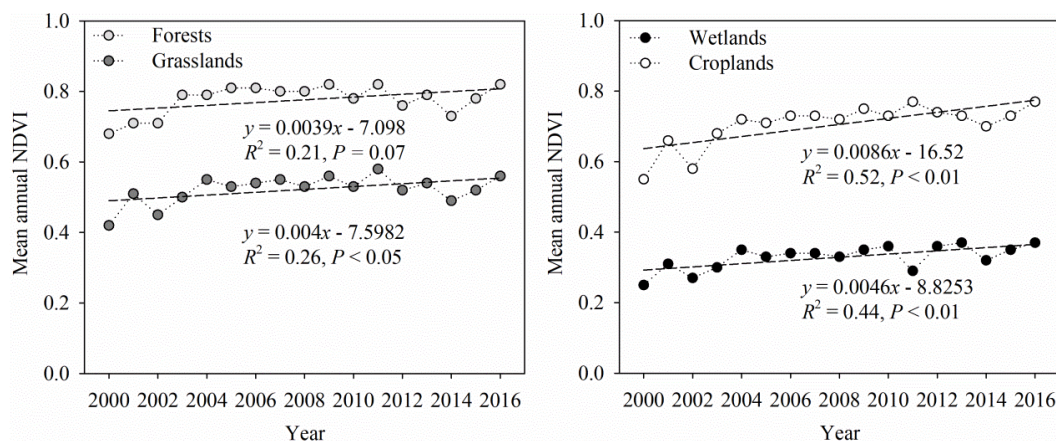 Mean annual NDVI
1.0
0.8
0.6
0.4
0.2
0.0
Forests
Grasslands
y = 0.0039x - 7.098
R² = 0.21, P = 0.07
y = 0.004x - 7.5982
R² = 0.26, P < 0.05
2000 2002 2004 2006 2008 2010 2012 2014 2016
Year
Mean annual NDVI
1.0
0.8
0.6
0.4
0.2
0.0
Wetlands
Croplands
y = 0.0086x - 16.52
R² = 0.52, P < 0.01
y = 0.0046x - 8.8253
R² = 0.44, P < 0.01
2000 2002 2004 2006 2008 2010 2012 2014 2016
Year